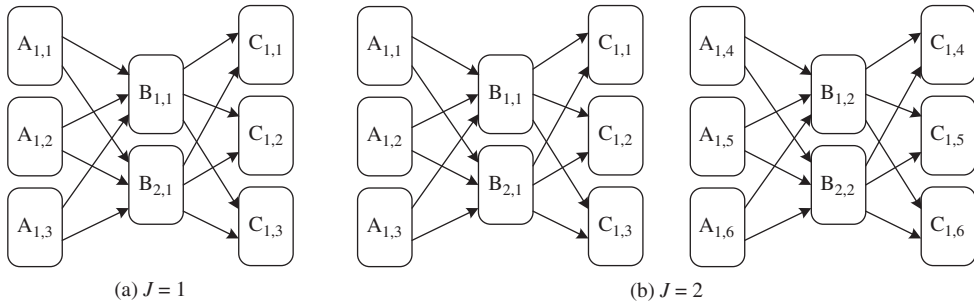 A1,1 C1,1 A1,1 C1,1 A1,4 C1,4
B1,1 B1,1 B1,2
A1,2 C1,2 A1,2 C1,2 A1,5 C1,5
B2,1 B2,1 B2,2
A1,3 C1,3 A1,3 C1,3 A1,6 C1,6
(a) J = 1 (b) J = 2